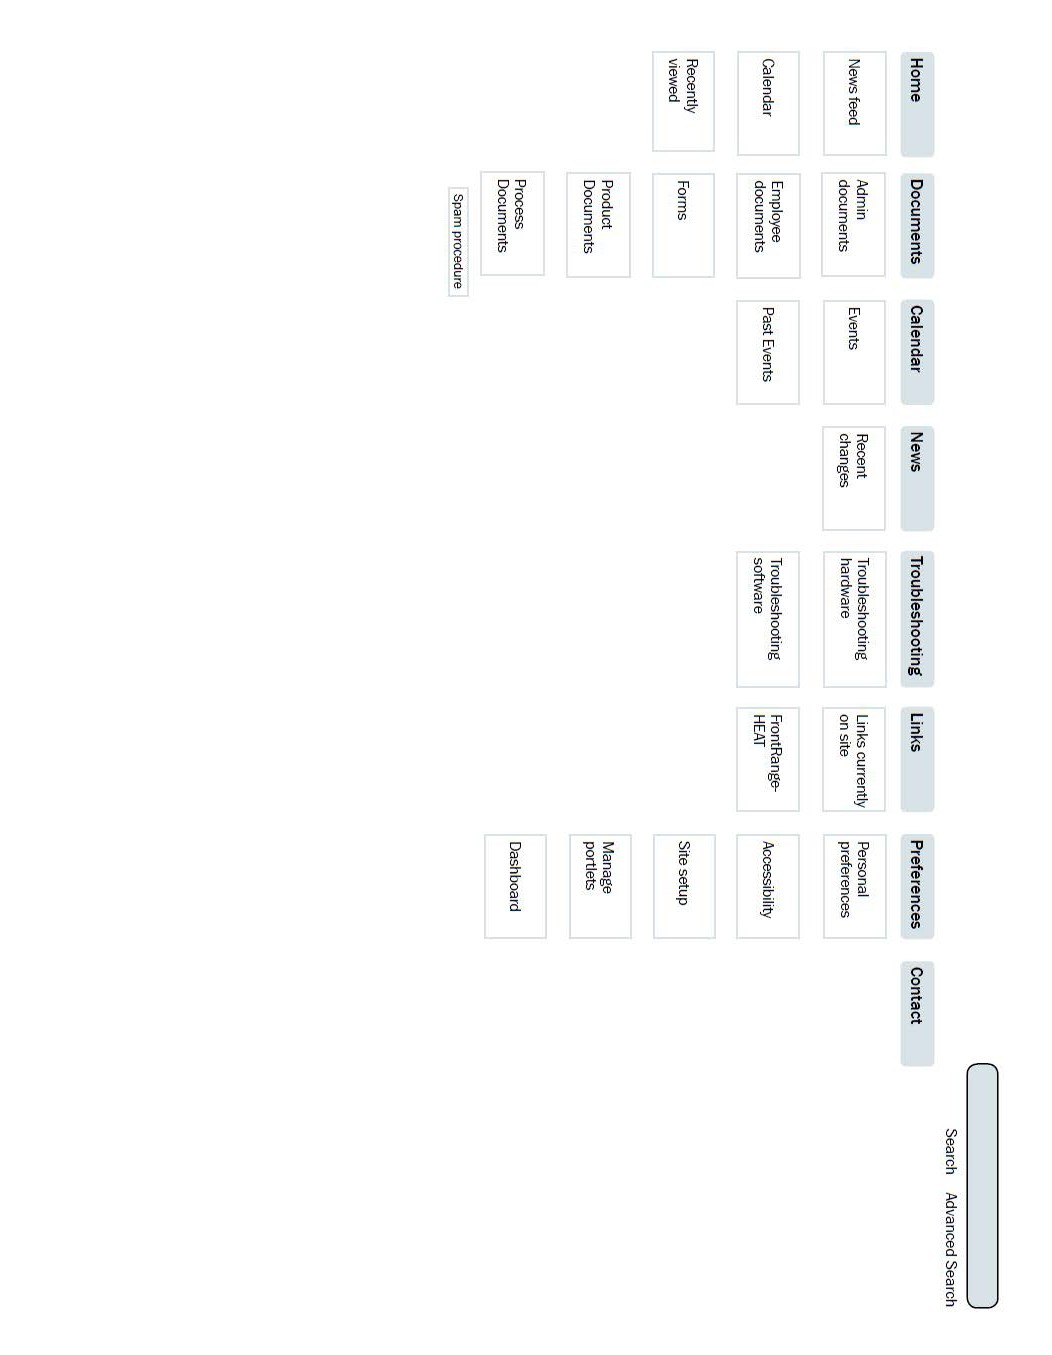 Search Advanced Search
Home
News feed
Calendar
Recently
viewed
Documents
Admin
documents
Employee
documents
Forms
Product
Documents
Process
Documents
Spam procedure
Calendar
Events
Past Events
News
Recent
changes
Troubleshooting
Troubleshooting
hardware
Troubleshooting
software
Links
Links currently
on site
FrontRange-
HEAT
Preferences
Personal
preferences
Accessibility
Site setup
Manage
portlets
Dashboard
Contact